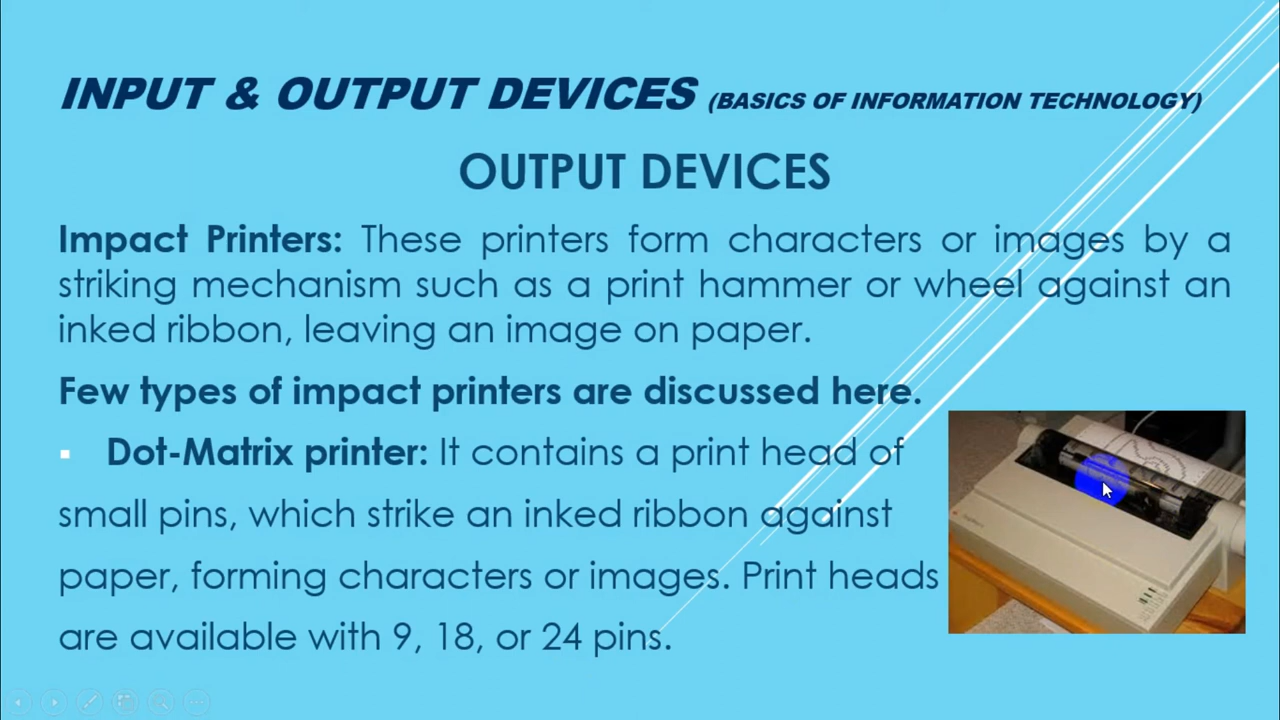 INPUT & OUTPUT DEVICES (BASICS OF INFORMATION TECHNOLOGY)
OUTPUT DEVICES
Impact Printers: These printers form characters or images by a
striking mechanism such as a print hammer or wheel against an
inked ribbon, leaving an image on paper.
Few types of impact printers are discussed here.
▪ Dot-Matrix printer: It contains a print head of
small pins, which strike an inked ribbon against
paper, forming characters or images. Print heads
are available with 9, 18, or 24 pins.